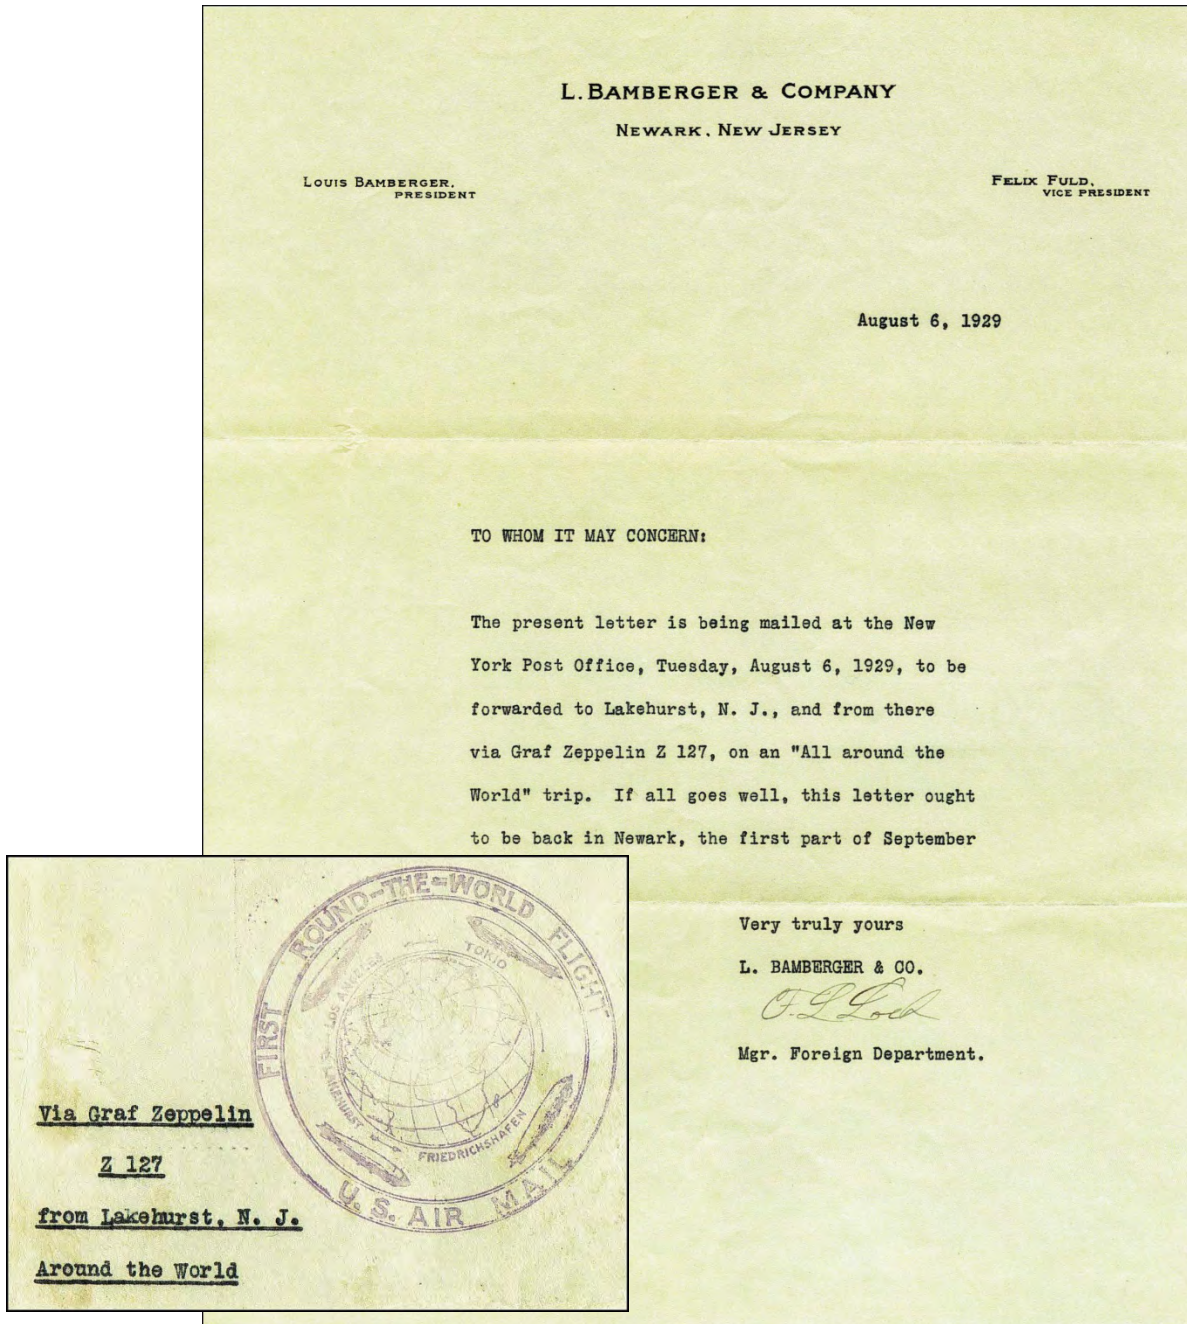 L. BAMBERGER & COMPANY
NEWARK, NEW JERSEY
LOUIS BAMBERGER,
PRESIDENT
FELIX FULD,
VICE PRESIDENT
August 6, 1929
TO WHOM IT MAY CONCERN:
The present letter is being mailed at the New
York Post Office, Tuesday, August 6, 1929, to be
forwarded to Lakehurst, N. J., and from there
via Graf Zeppelin Z 127, on an "All around the
World" trip.  If all goes well, this letter ought
to be back in Newark, the first part of September
Very truly yours
L. BAMBERGER & CO.
Mgr. Foreign Department.
FIRST ROUND-THE-WORLD FLIGHT
TOKIO
LOS ANGELES
LAKEHURST
FRIEDRICHSHAFEN
U. S. AIR MAIL
Via Graf Zeppelin
Z 127
from Lakehurst, N. J.
Around the World